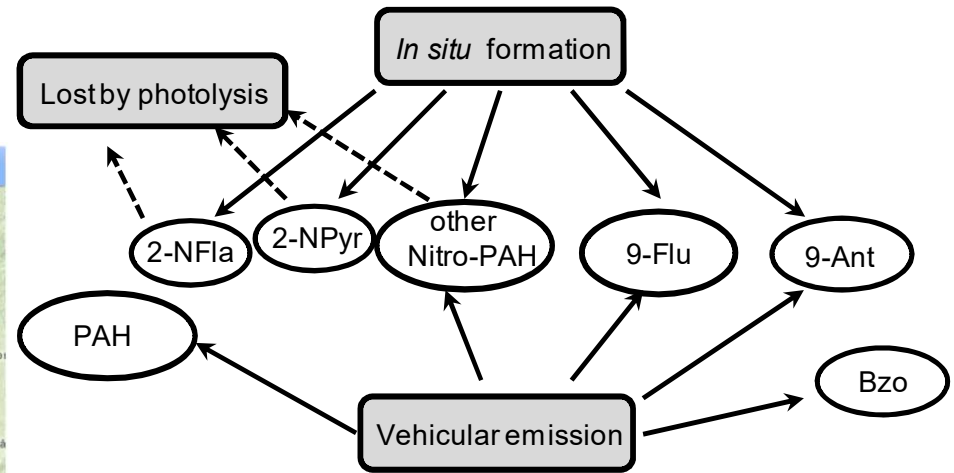 In situ formation
Lost by photolysis
2-NFla
2-NPyr
other
Nitro-PAH
9-Flu
9-Ant
PAH
Bzo
Vehicular emission